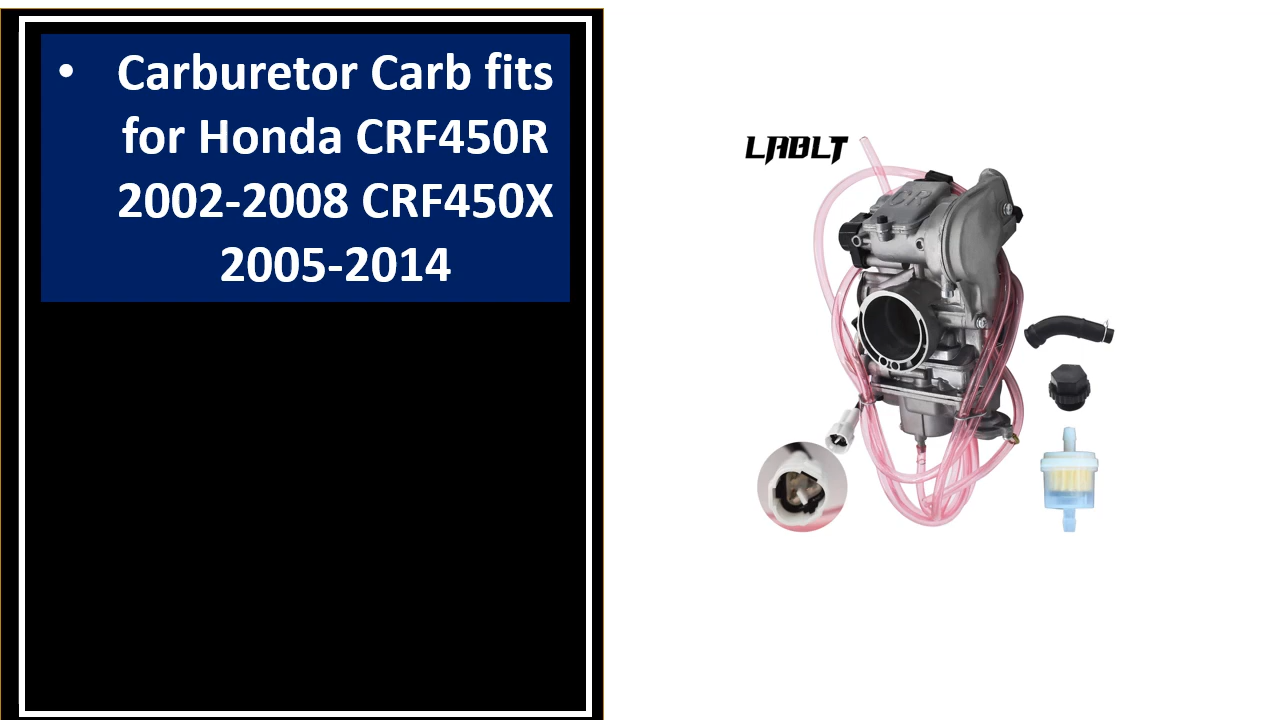 • Carburetor Carb fits
for Honda CRF450R
2002-2008 CRF450X
2005-2014
LABLT